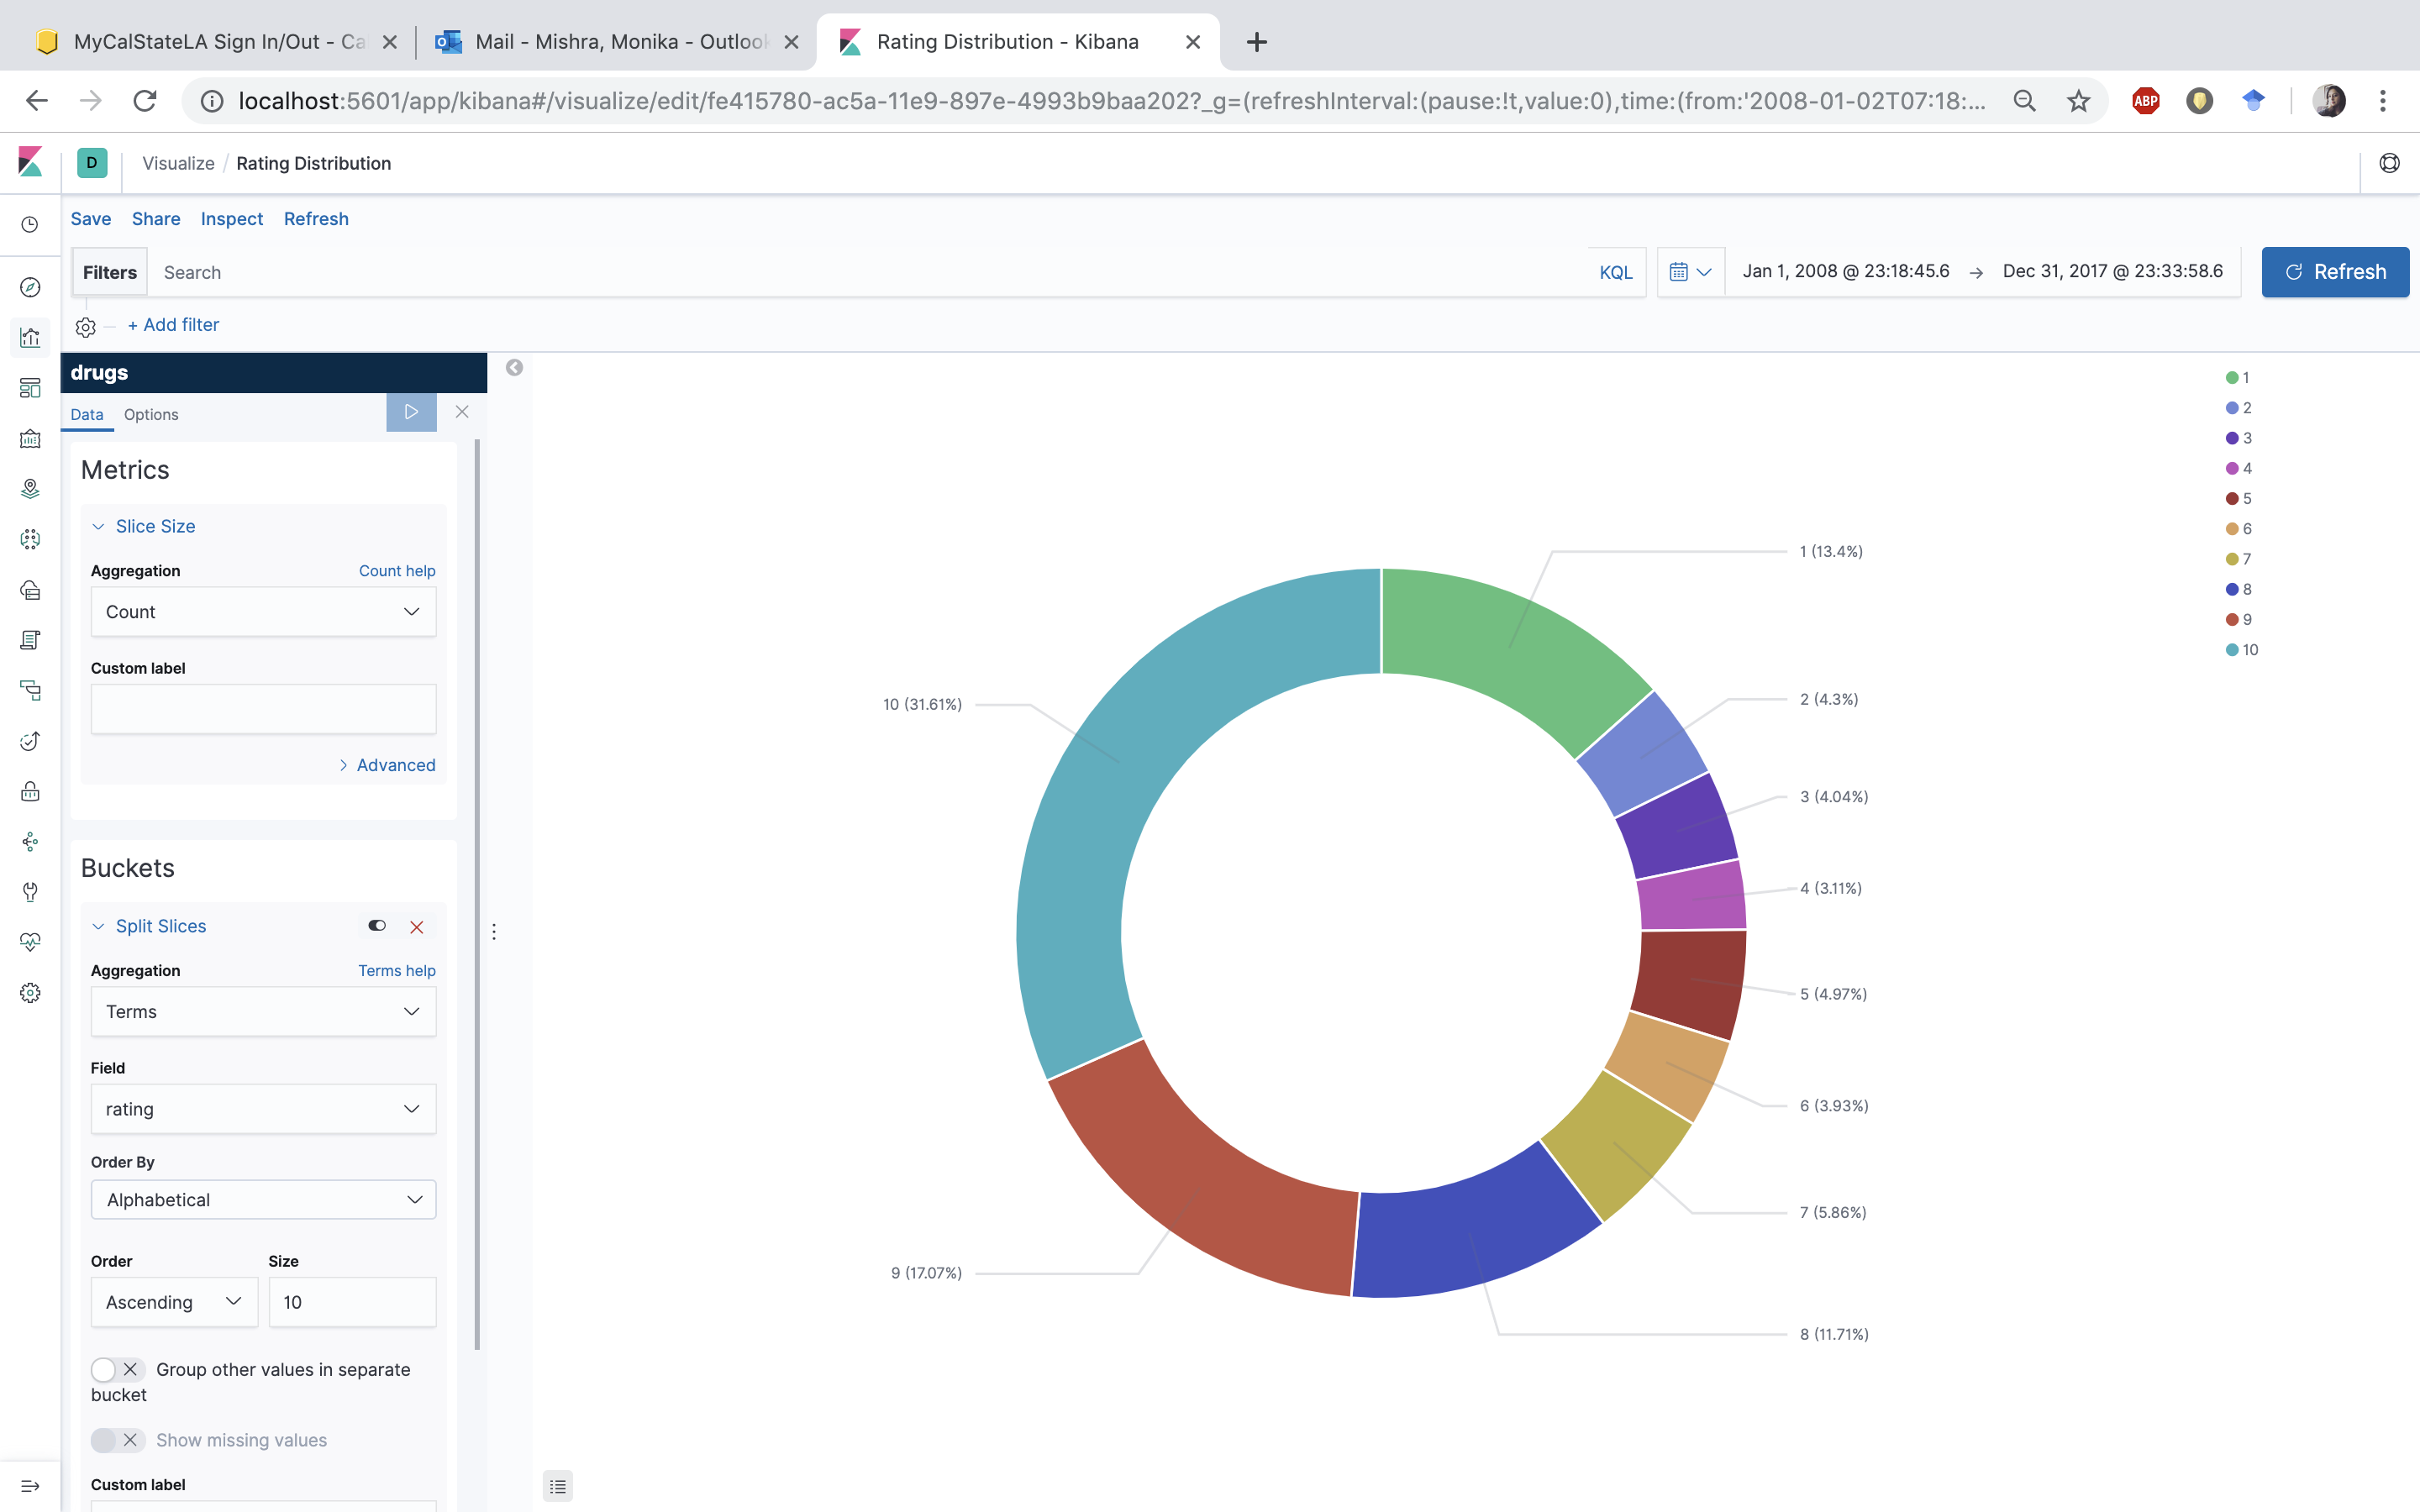 MyCalStateLA Sign In/Out - Ca
Mail - Mishra, Monika - Outlook
Rating Distribution - Kibana
localhost:5601/app/kibana#/visualize/edit/fe415780-ac5a-11e9-897e-4993b9baa202?_g=(refreshInterval:(pause:!t,value:0),time:(from:'2008-01-02T07:18:...
ABP
D
Visualize / Rating Distribution
Save Share Inspect Refresh
Filters Search KQL Jan 1, 2008 @ 23:18:45.6 → Dec 31, 2017 @ 23:33:58.6 Refresh
+ Add filter
drugs
Data Options
Metrics
Slice Size
Aggregation Count help
Count
Custom label
Advanced
Buckets
Split Slices
Aggregation Terms help
Terms
Field
rating
Order By
Alphabetical
Order Size
Ascending 10
Group other values in separate
bucket
Show missing values
Custom label
1 (13.4%)
2 (4.3%)
3 (4.04%)
4 (3.11%)
5 (4.97%)
6 (3.93%)
7 (5.86%)
8 (11.71%)
9 (17.07%)
10 (31.61%)
1
2
3
4
5
6
7
8
9
10